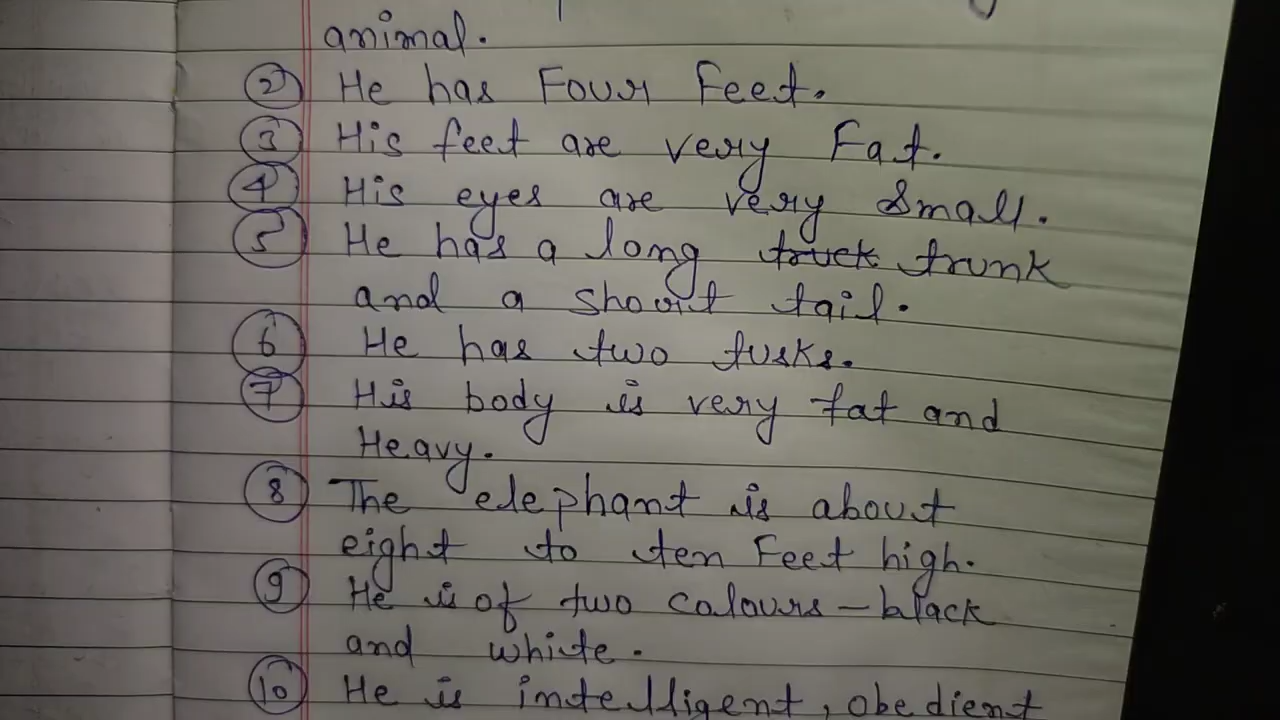 animal.
② He has Four Feet.
③ His feet are very Fat.
④ His eyes are very Small.
⑤ He has a long truck trunk
and a short tail.
⑥ He has two tusks.
⑦ His body is very fat and
Heavy.
⑧ The elephant is about
eight to ten Feet high.
⑨ He is of two colours - black
and white.
⑩ He is intelligent, obedient